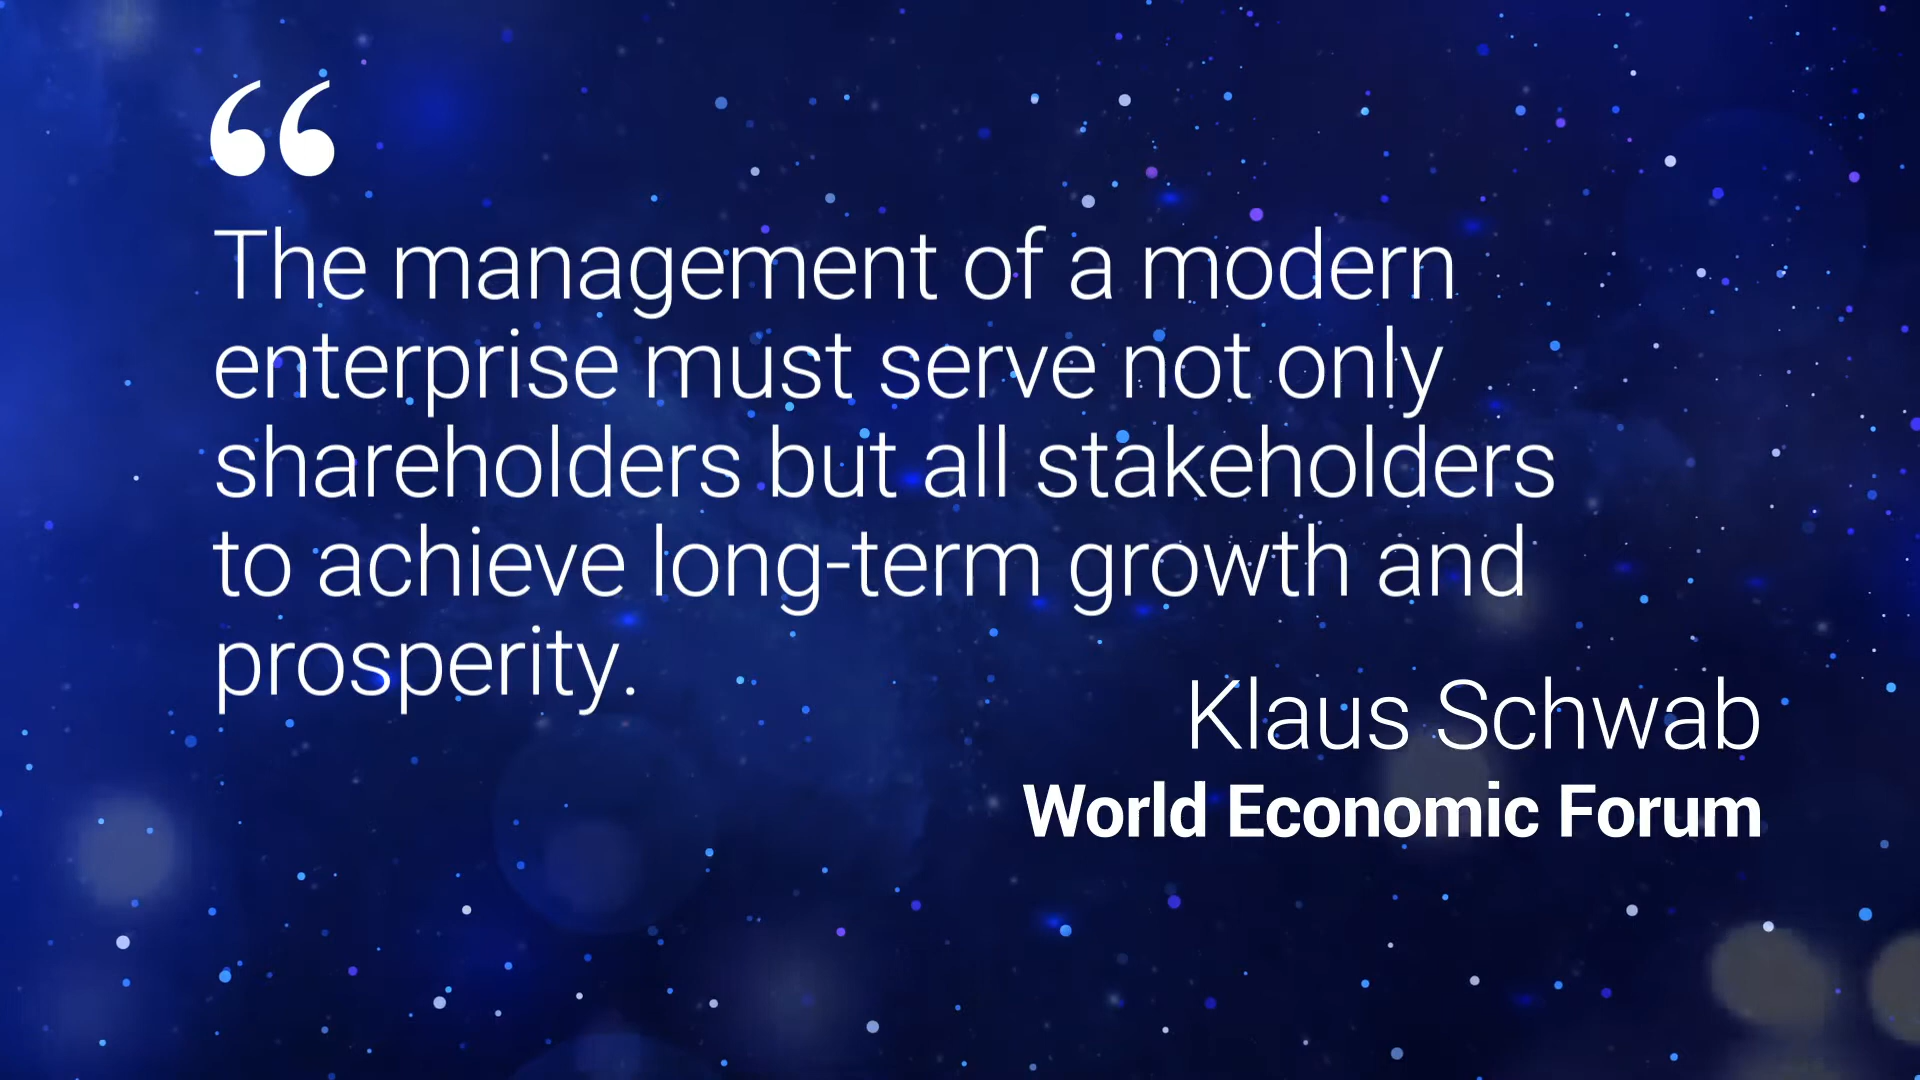 “
The management of a modern
enterprise must serve not only
shareholders but all stakeholders
to achieve long-term growth and
prosperity.
Klaus Schwab
World Economic Forum